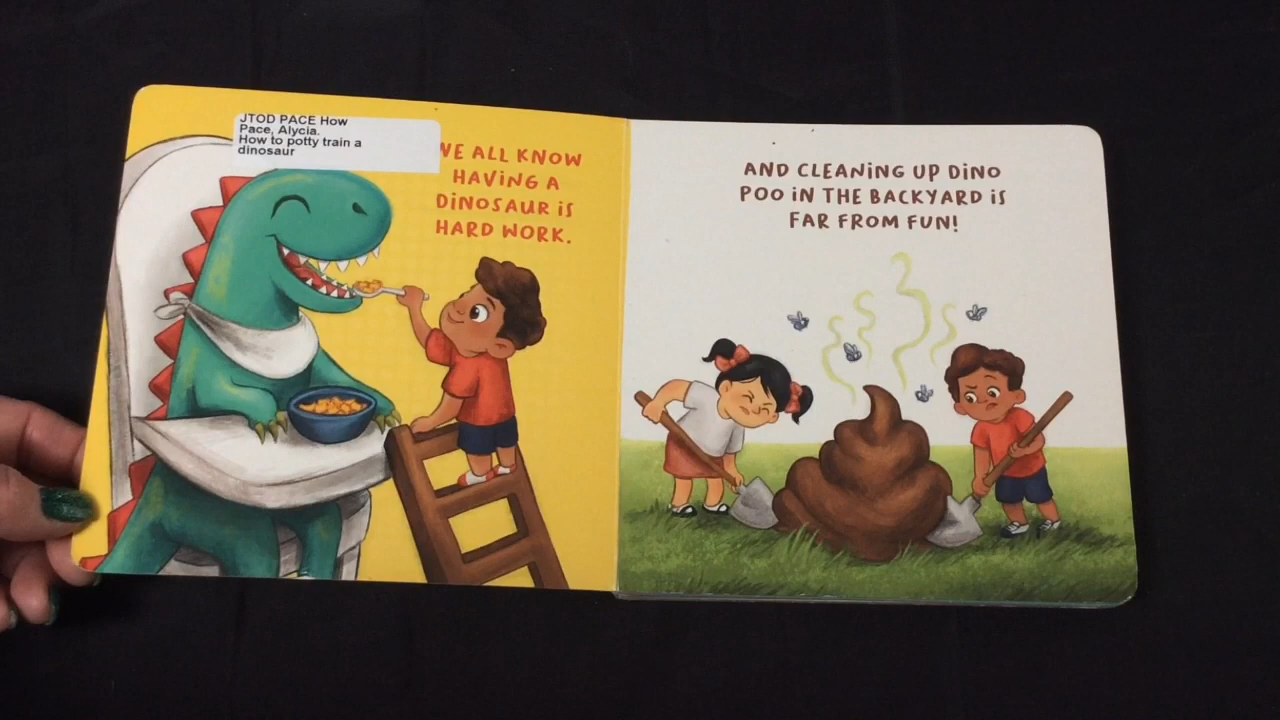 JTOD PACE How
Pace, Alycia.
How to potty train a
dinosaur
WE ALL KNOW
HAVING A
DINOSAUR IS
HARD WORK.
AND CLEANING UP DINO
POO IN THE BACKYARD IS
FAR FROM FUN!